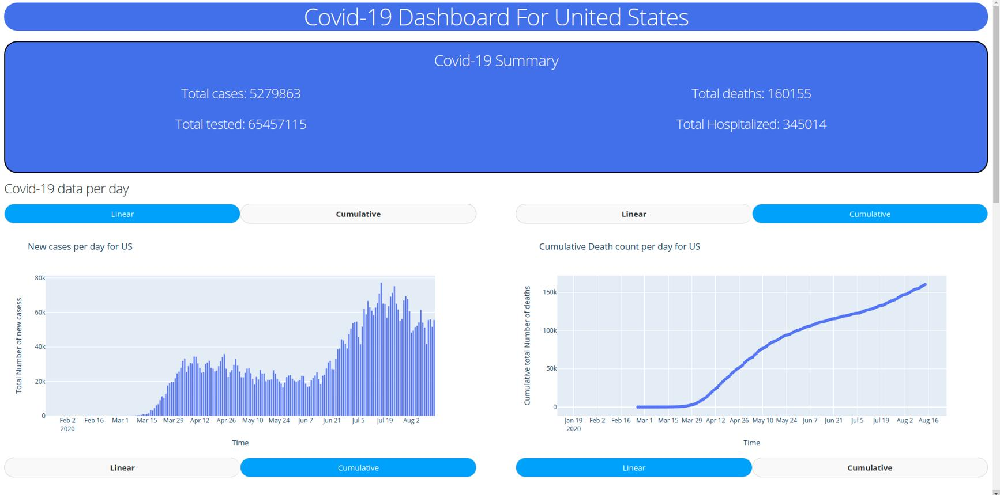 Covid-19 Dashboard For United States
Covid-19 Summary
Total cases: 5279863
Total deaths: 160155
Total tested: 65457115
Total Hospitalized: 345014
Covid-19 data per day
Linear
Cumulative
Linear
Cumulative
New cases per day for US
80k
60k
40k
20k
0
Total Number of new casess
Feb 2 Feb 16 Mar 1 Mar 15 Mar 29 Apr 12 Apr 26 May 10 May 24 Jun 7 Jun 21 Jul 5 Jul 19 Aug 2
2020
Time
Cumulative Death count per day for US
150k
100k
50k
0
Cumulative total Number of deaths
Jan 19 Feb 2 Feb 16 Mar 1 Mar 15 Mar 29 Apr 12 Apr 26 May 10 May 24 Jun 7 Jun 21 Jul 5 Jul 19 Aug 2 Aug 16
2020
Time
Linear
Cumulative
Linear
Cumulative